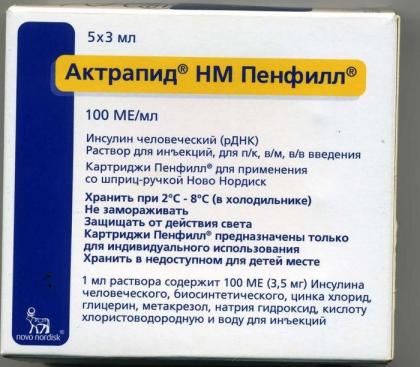 5х3 мл
Актрапид® НМ Пенфилл®
100 МЕ/мл
Инсулин человеческий (рДНК)
Раствор для инъекций, для п/к, в/м, в/в введения
Картриджи Пенфилл® для применения
со шприц-ручкой Ново Нордиск
Хранить при 2°С - 8°С (в холодильнике)
Не замораживать
Защищать от действия света
Картриджи Пенфилл® предназначены только
для индивидуального использования
Хранить в недоступном для детей месте
1 мл раствора содержит 100 МЕ (3,5 мг) Инсулина
человеческого, биосинтетического, цинка хлорид,
глицерин, метакрезол, натрия гидроксид, кислоту
хлористоводородную и воду для инъекций
novo nordisk®